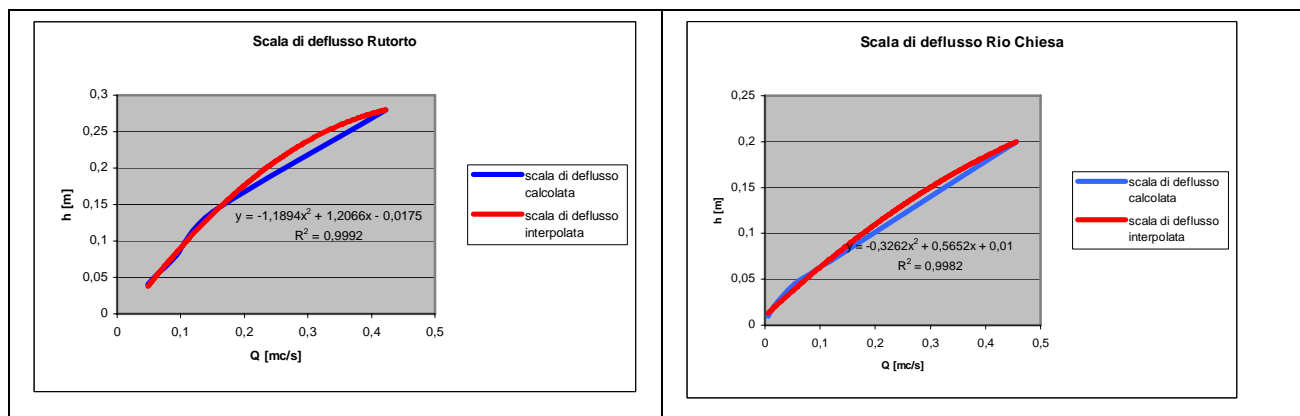 Scala di deflusso Rutorto
0,3
0,25
0,2
0,15
0,1
0,05
0
h [m]
0
0,1
0,2
0,3
0,4
0,5
Q [mc/s]
y = -1,1894x² + 1,2066x - 0,0175
R² = 0,9992
scala di deflusso
calcolata
scala di deflusso
interpolata
Scala di deflusso Rio Chiesa
0,25
0,2
0,15
0,1
0,05
0
h [m]
0
0,1
0,2
0,3
0,4
0,5
Q [mc/s]
y = -0,3262x² + 0,5652x + 0,01
R² = 0,9982
scala di deflusso
calcolata
scala di deflusso
interpolata